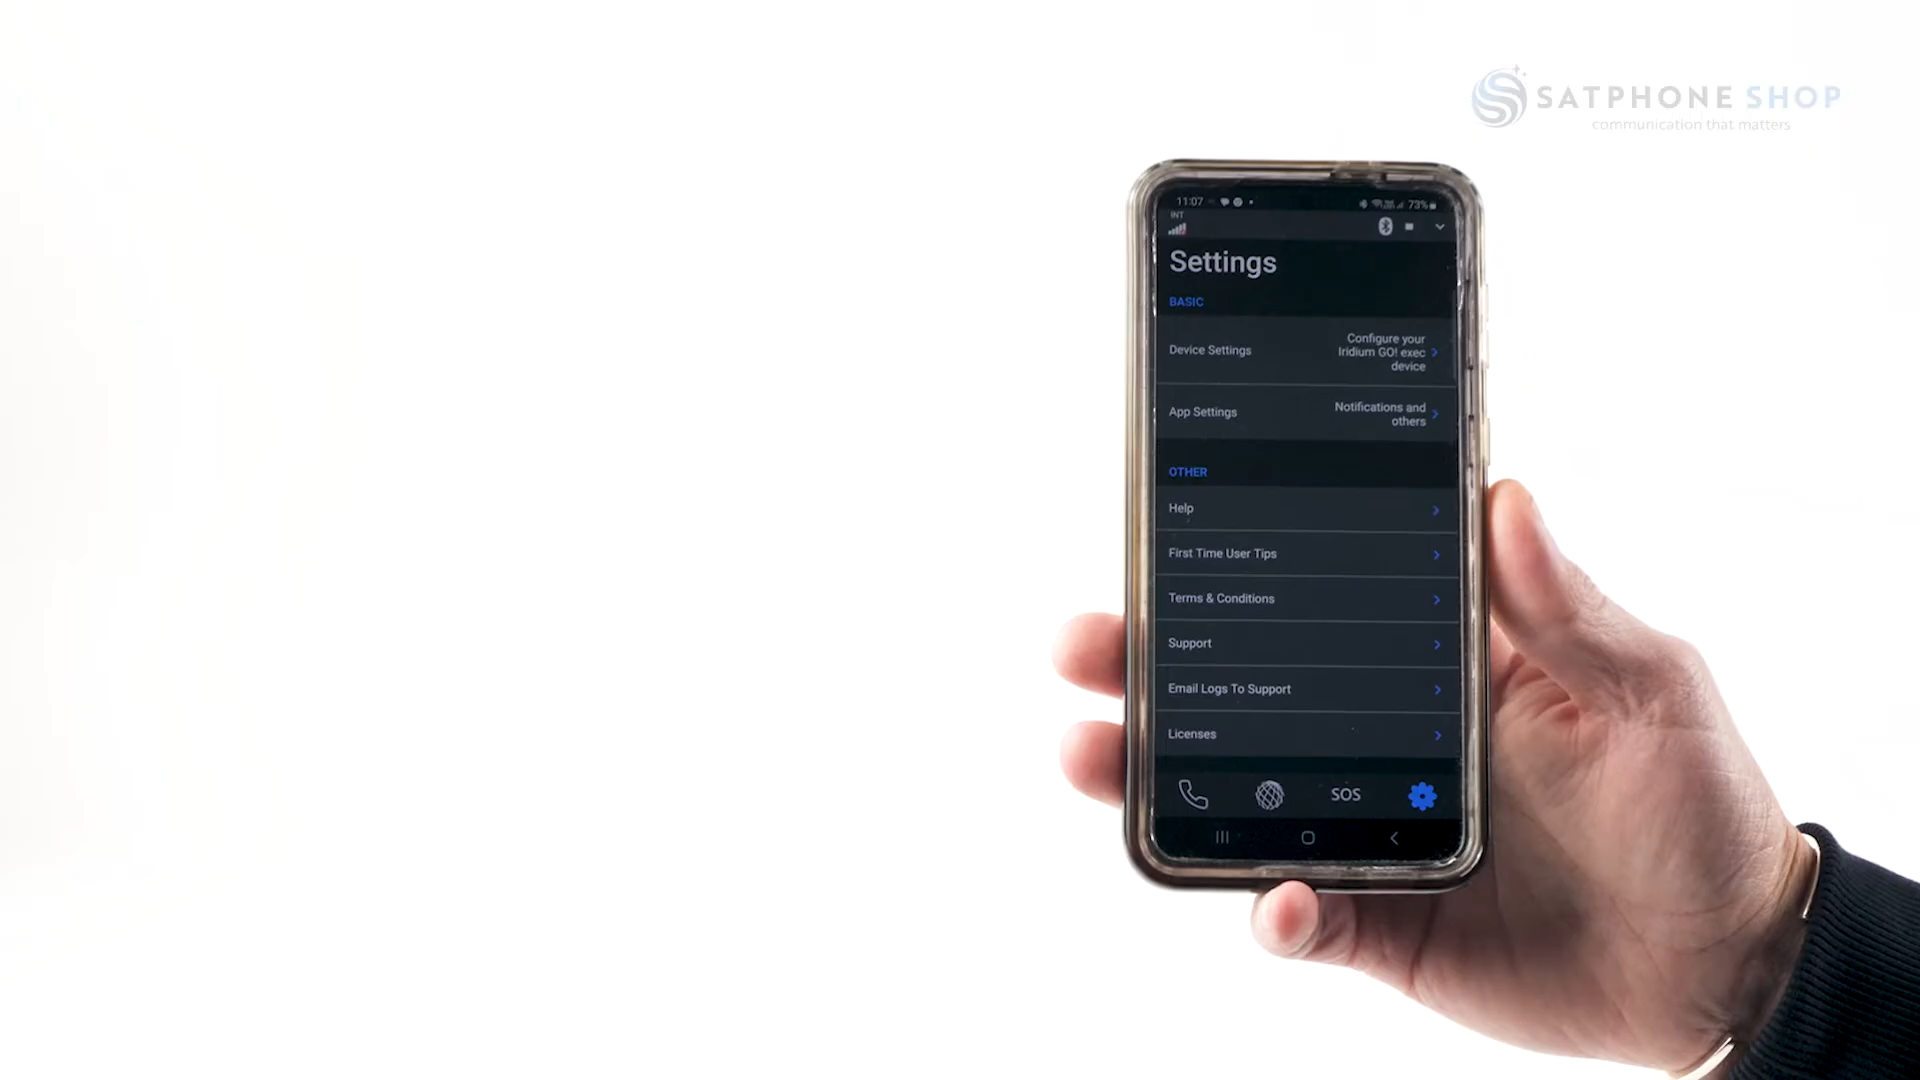 SATPHONE SHOP
communication that matters
11:07
73%
INT
Settings
BASIC
Device Settings
Configure your
Iridium GO! exec
device
App Settings
Notifications and
others
OTHER
Help
First Time User Tips
Terms & Conditions
Support
Email Logs To Support
Licenses
SOS